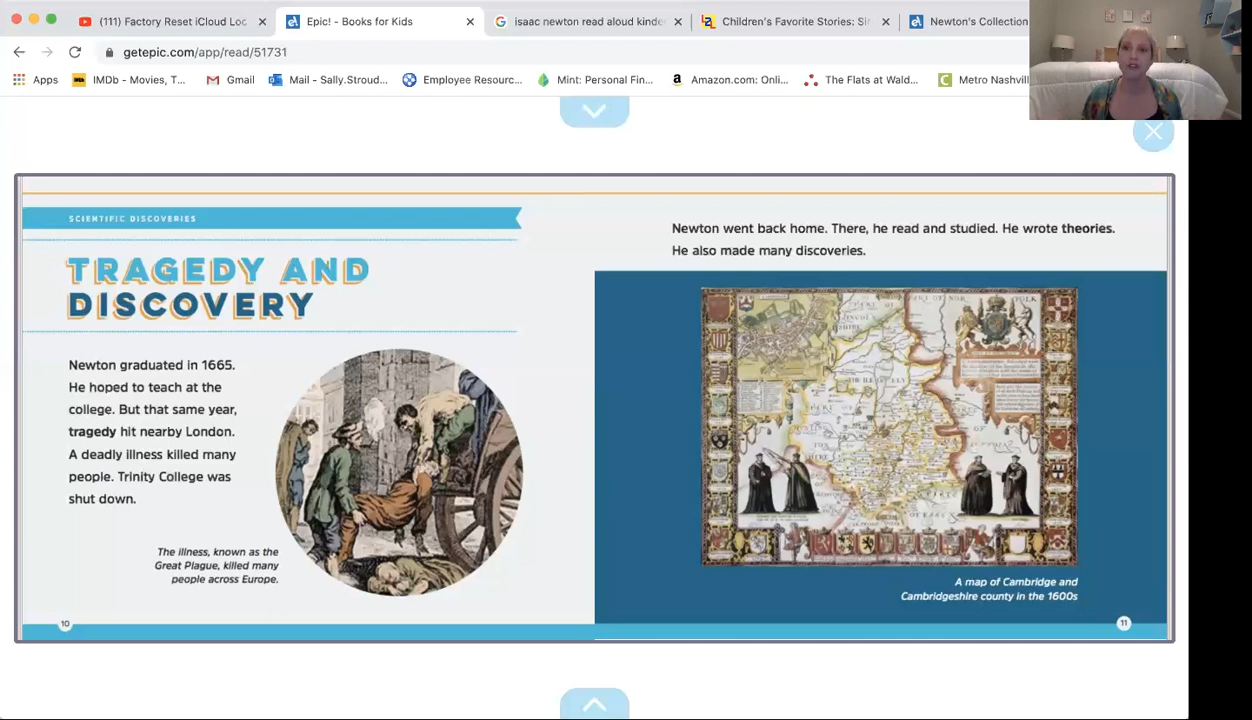 (111) Factory Reset iCloud Loc
Epic! - Books for Kids
isaac newton read aloud kinde
Children's Favorite Stories: Sir
Newton's Collection
getepic.com/app/read/51731
Apps
IMDb - Movies, T...
Gmail
Mail - Sally.Stroud...
Employee Resourc...
Mint: Personal Fin...
Amazon.com: Onli...
The Flats at Wald...
Metro Nashvil
SCIENTIFIC DISCOVERIES
TRAGEDY AND
DISCOVERY
Newton graduated in 1665.
He hoped to teach at the
college. But that same year,
tragedy hit nearby London.
A deadly illness killed many
people. Trinity College was
shut down.
The illness, known as the
Great Plague, killed many
people across Europe.
10
Newton went back home. There, he read and studied. He wrote theories.
He also made many discoveries.
A map of Cambridge and
Cambridgeshire county in the 1600s
11